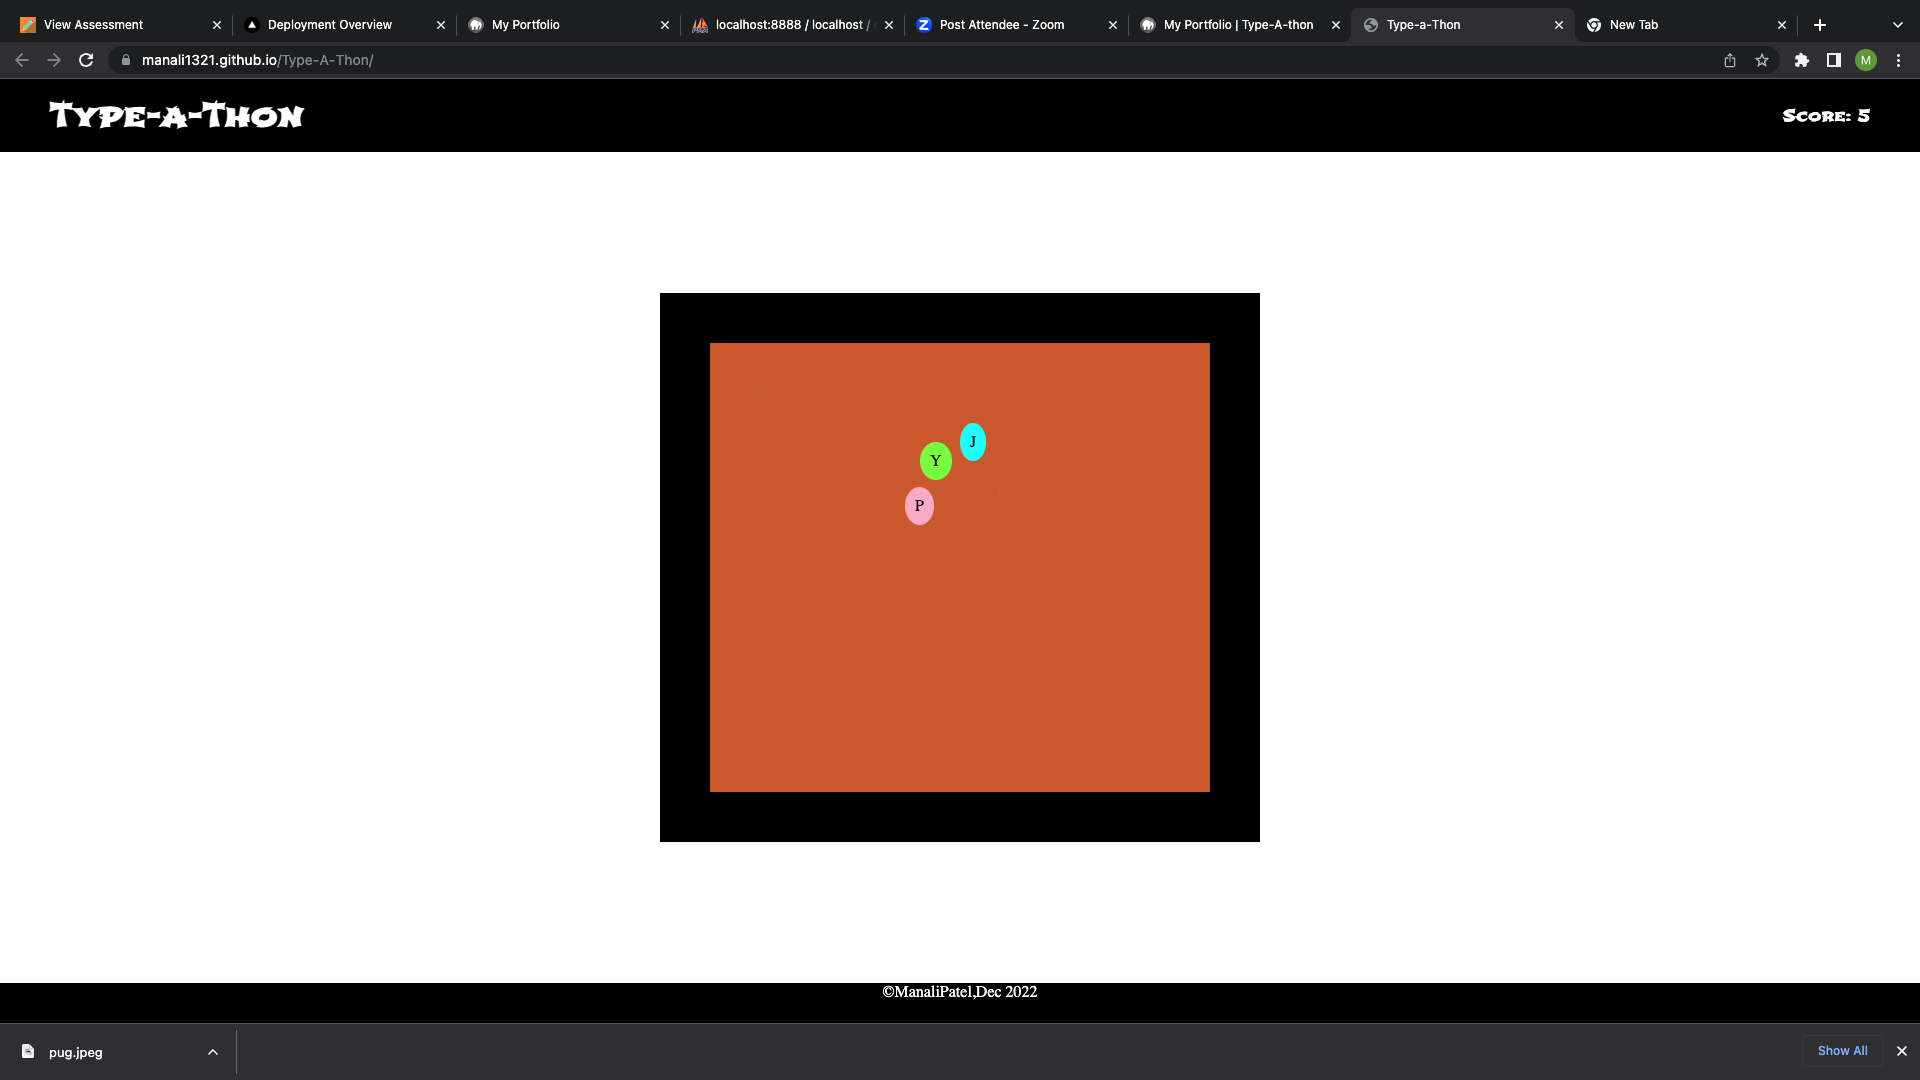 View Assessment
Deployment Overview
My Portfolio
localhost:8888 / localhost /
Post Attendee - Zoom
My Portfolio | Type-A-thon
Type-a-Thon
New Tab
manali1321.github.io/Type-A-Thon/
M
Type-a-Thon
Score: 5
J
Y
P
©ManaliPatel,Dec 2022
pug.jpeg
Show All